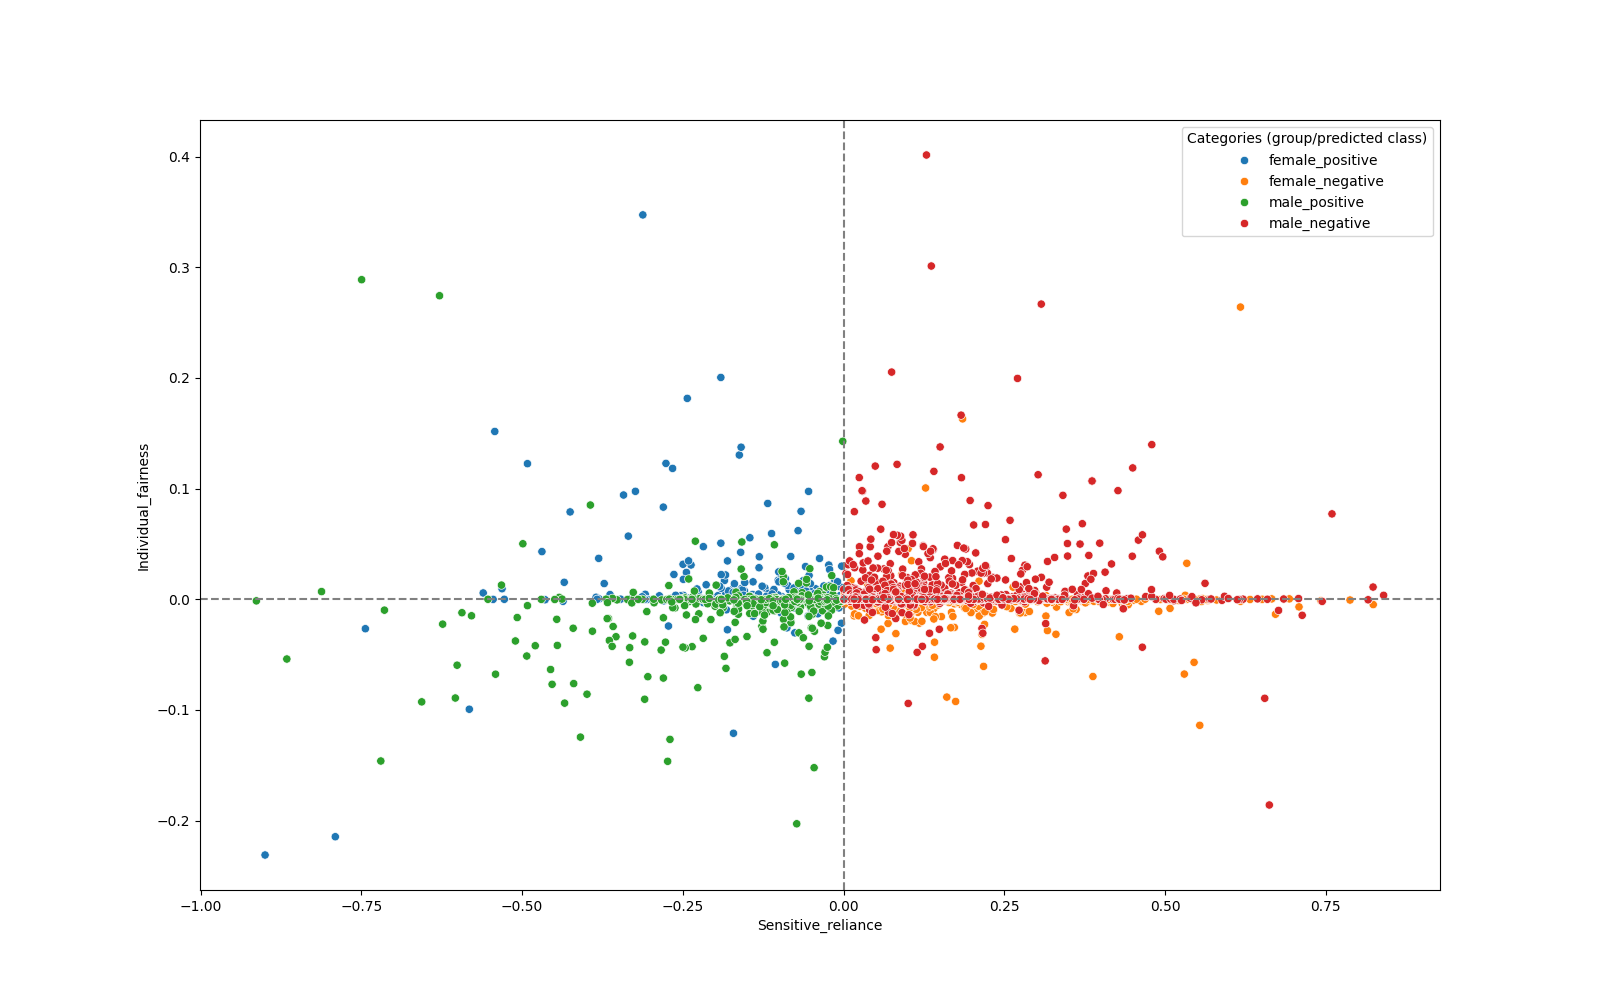 Categories (group/predicted class)
female_positive
female_negative
male_positive
male_negative
0.4
0.3
0.2
0.1
0.0
−0.1
−0.2
Individual_fairness
−1.00
−0.75
−0.50
−0.25
0.00
0.25
0.50
0.75
Sensitive_reliance